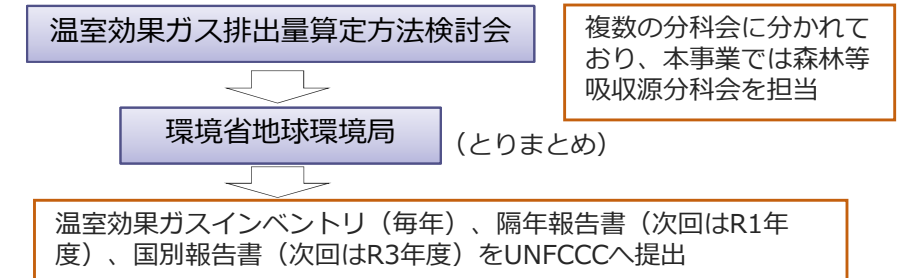 温室効果ガス排出量算定方法検討会
複数の分科会に分かれて
おり、本事業では森林等
吸収源分科会を担当
環境省地球環境局
（とりまとめ）
温室効果ガスインベントリ（毎年）、隔年報告書（次回はR1年
度）、国別報告書（次回はR3年度）をUNFCCCへ提出